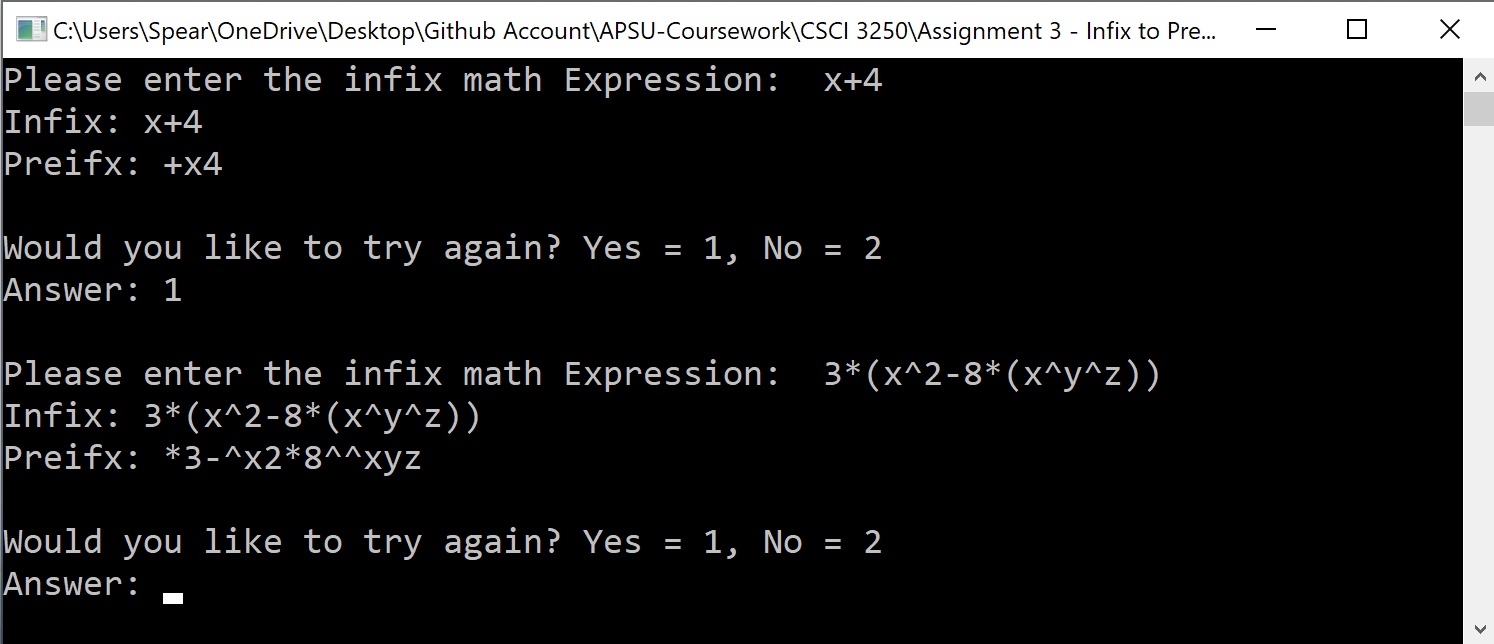 C:\Users\Spear\OneDrive\Desktop\Github Account\APSU-Coursework\CSCI 3250\Assignment 3 - Infix to Pre...
Please enter the infix math Expression:  x+4
Infix: x+4
Preifx: +x4
Would you like to try again? Yes = 1, No = 2
Answer: 1
Please enter the infix math Expression:  3*(x^2-8*(x^y^z))
Infix: 3*(x^2-8*(x^y^z))
Preifx: *3-^x2*8^^xyz
Would you like to try again? Yes = 1, No = 2
Answer: